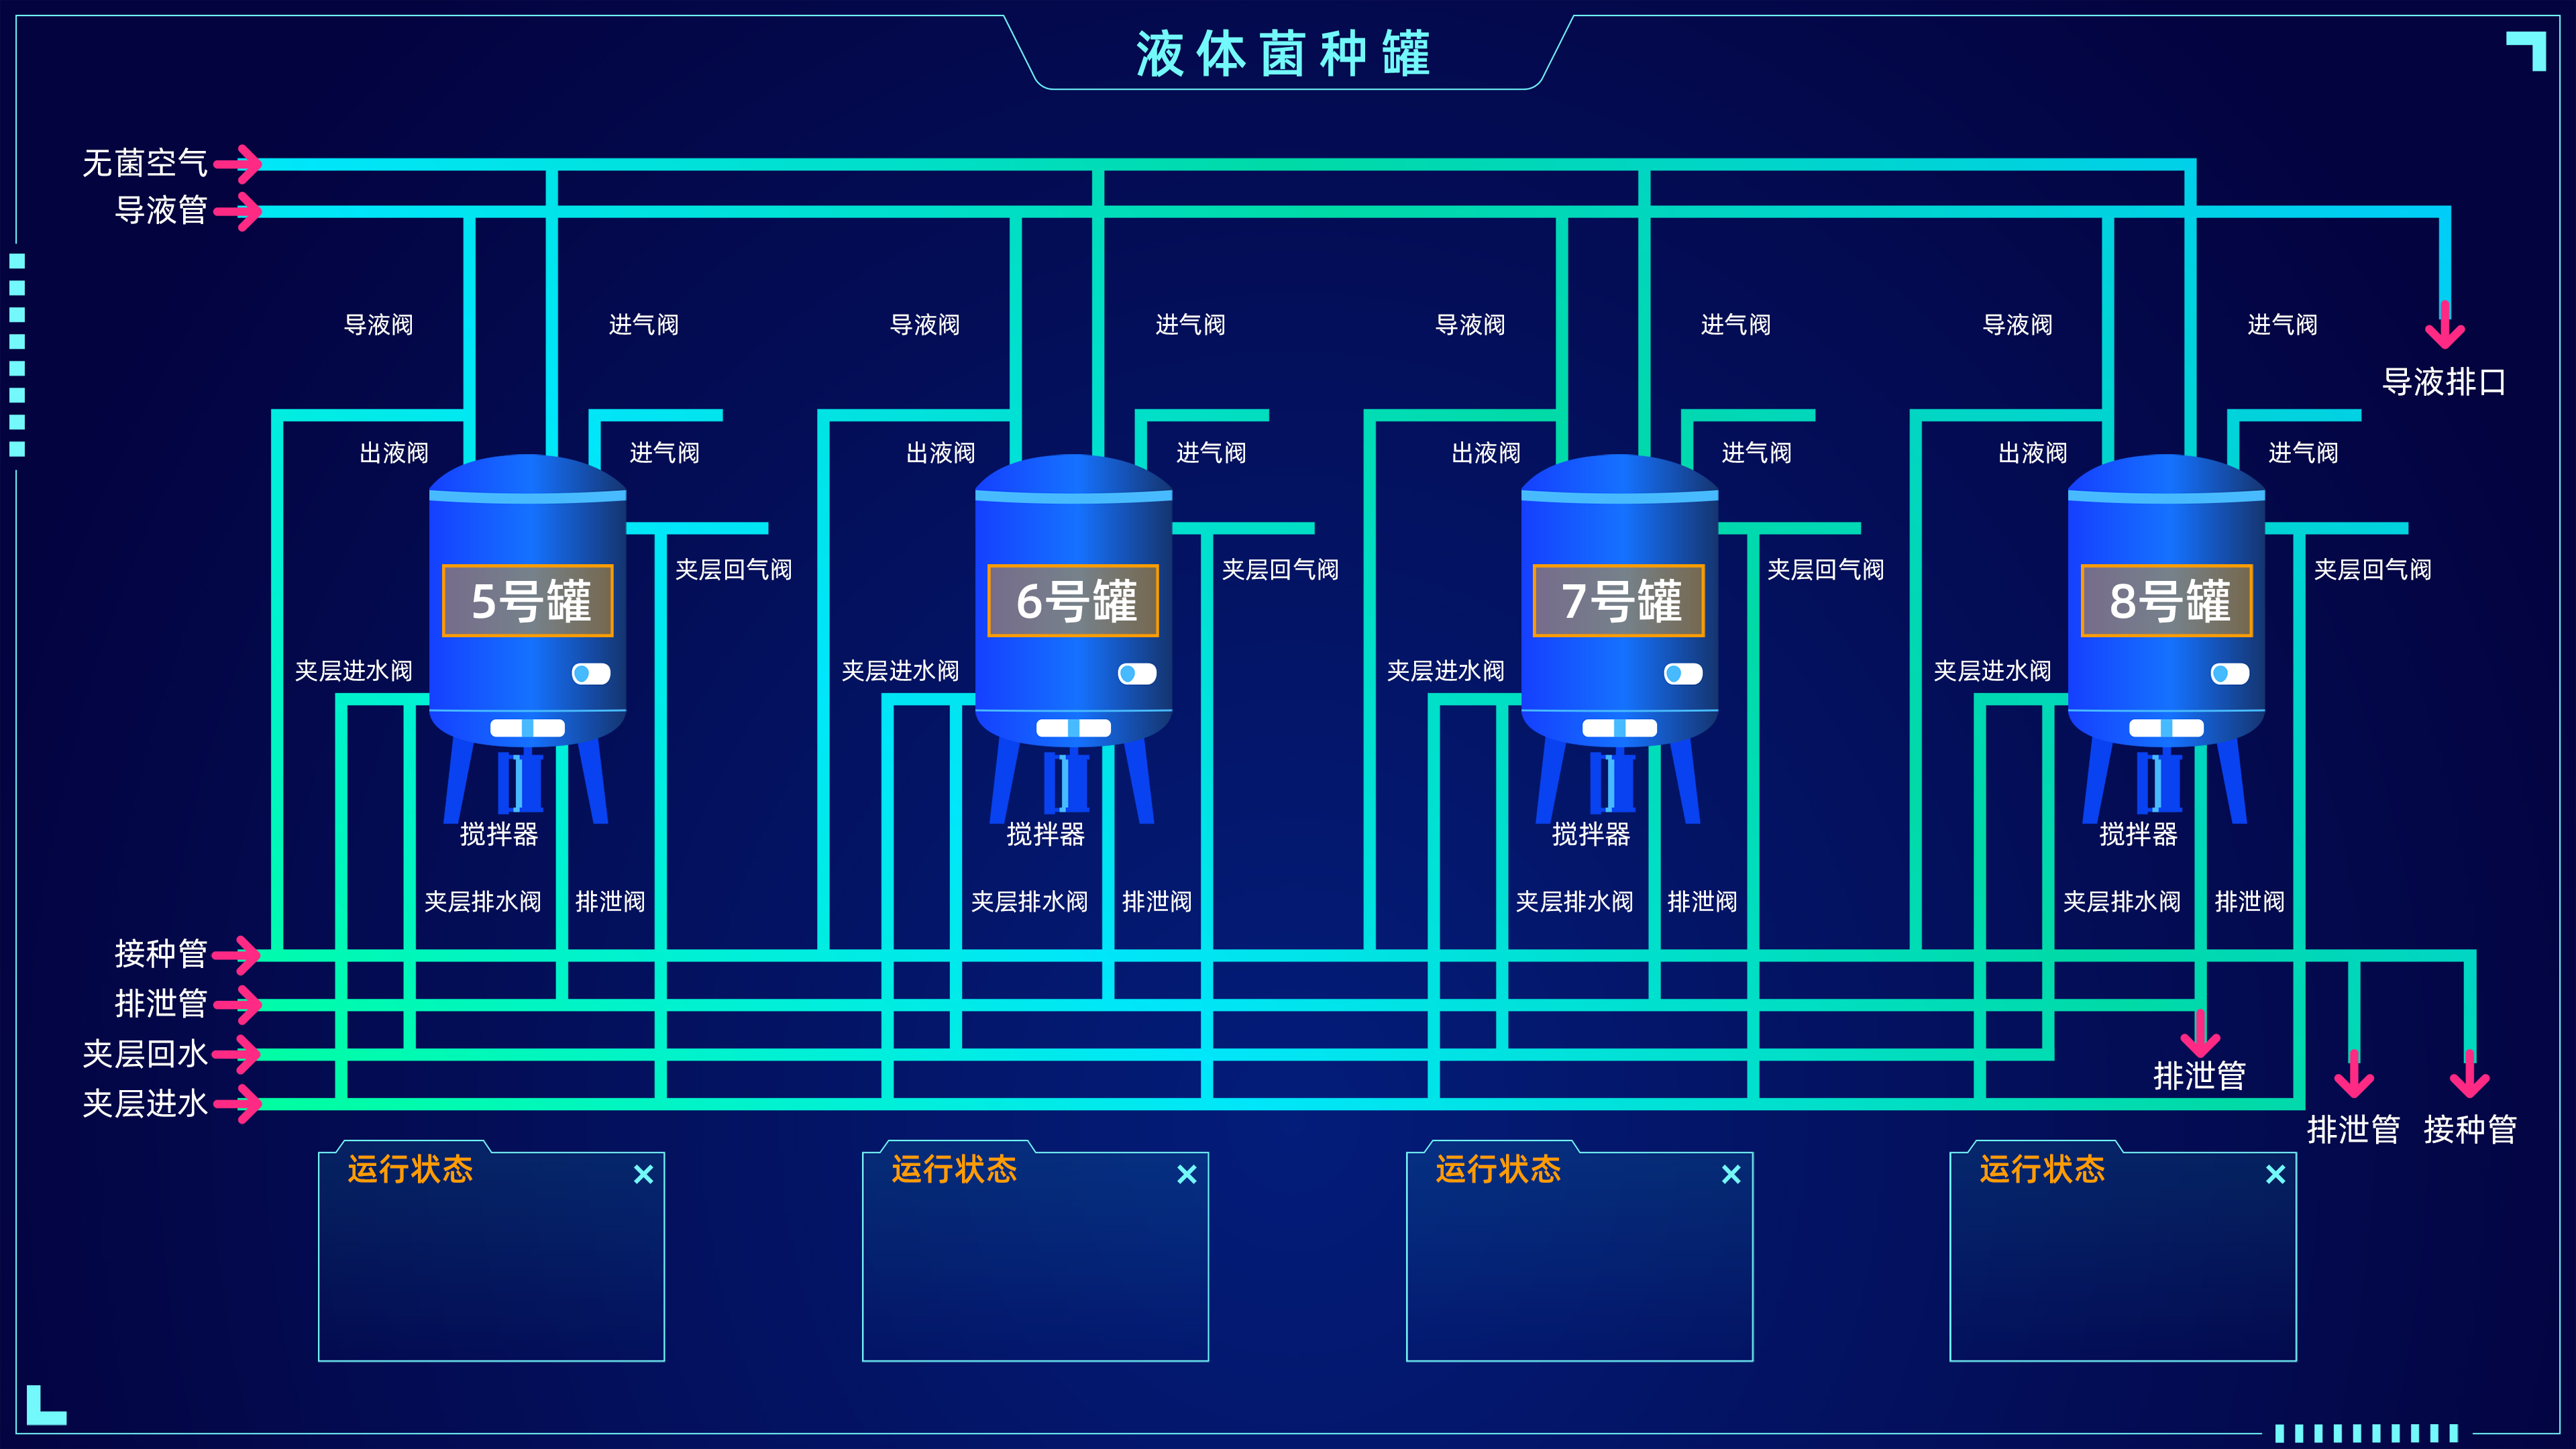 液体菌种罐
无菌空气
导液管
导液阀 进气阀 导液阀 进气阀 导液阀 进气阀 导液阀 进气阀
导液排口
出液阀 进气阀 出液阀 进气阀 出液阀 进气阀 出液阀 进气阀
夹层回气阀 夹层回气阀 夹层回气阀 夹层回气阀
5号罐 6号罐 7号罐 8号罐
夹层进水阀 夹层进水阀 夹层进水阀 夹层进水阀
搅拌器 搅拌器 搅拌器 搅拌器
夹层排水阀 排泄阀 夹层排水阀 排泄阀 夹层排水阀 排泄阀 夹层排水阀 排泄阀
接种管
排泄管
夹层回水
排泄管
夹层进水
排泄管 接种管
运行状态 运行状态 运行状态 运行状态